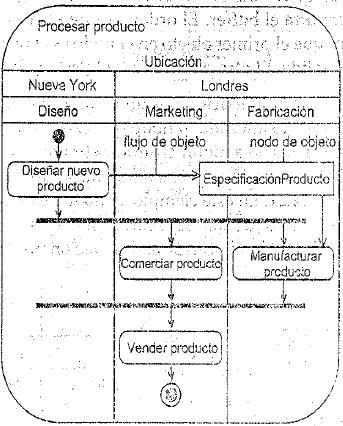 Procesar producto
Ubicación
Nueva York
Londres
Diseño
Marketing
Fabricación
flujo de objeto
nodo de objeto
Diseñar nuevo
producto
EspecificaciónProducto
Comerciar producto
Manufacturar
producto
Vender producto